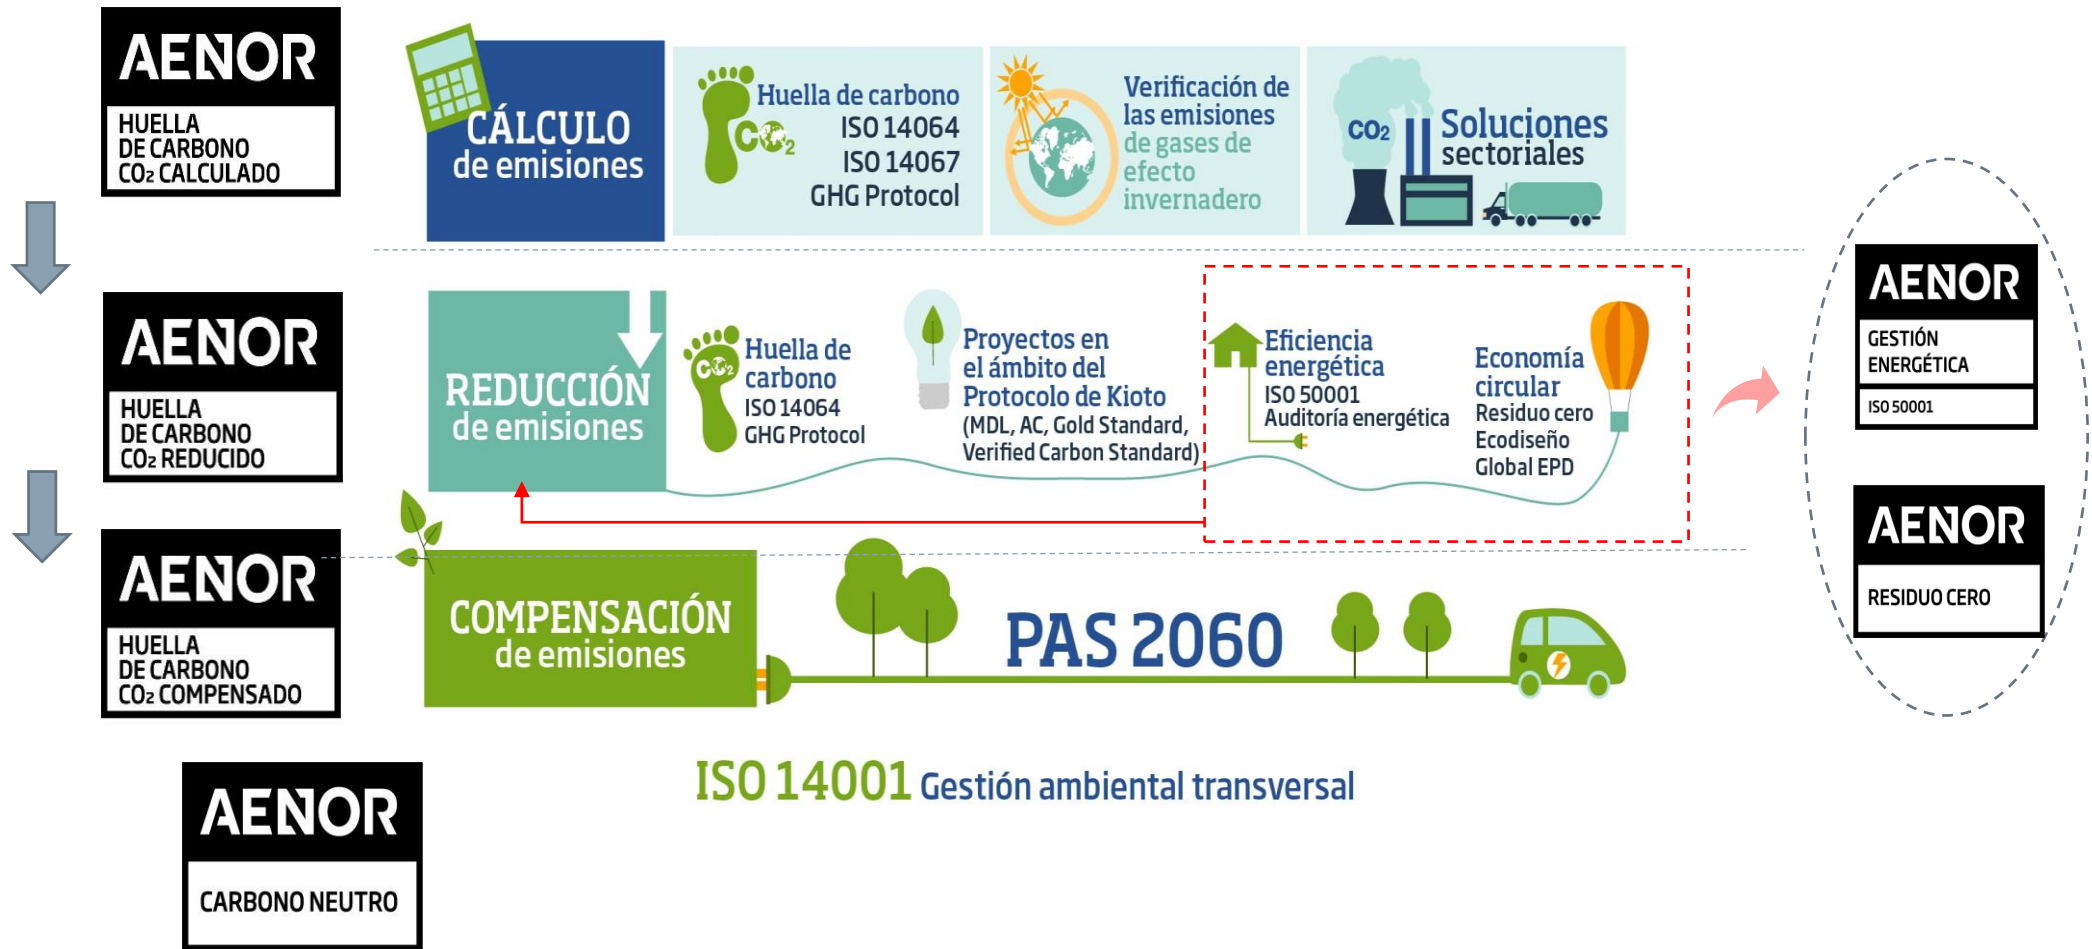 AENOR
HUELLA
DE CARBONO
CO₂ CALCULADO
CÁLCULO
de emisiones
CO₂
Huella de carbono
ISO 14064
ISO 14067
GHG Protocol
Verificación de
las emisiones
de gases de
efecto
invernadero
CO₂
Soluciones
sectoriales
AENOR
HUELLA
DE CARBONO
CO₂ REDUCIDO
REDUCCIÓN
de emisiones
CO₂
Huella de
carbono
ISO 14064
GHG Protocol
Proyectos en
el ámbito del
Protocolo de Kioto
(MDL, AC, Gold Standard,
Verified Carbon Standard)
Eficiencia
energética
ISO 50001
Auditoría energética
Economía
circular
Residuo cero
Ecodiseño
Global EPD
AENOR
GESTIÓN
ENERGÉTICA
ISO 50001
AENOR
RESIDUO CERO
AENOR
HUELLA
DE CARBONO
CO₂ COMPENSADO
COMPENSACIÓN
de emisiones
PAS 2060
ISO 14001 Gestión ambiental transversal
AENOR
CARBONO NEUTRO